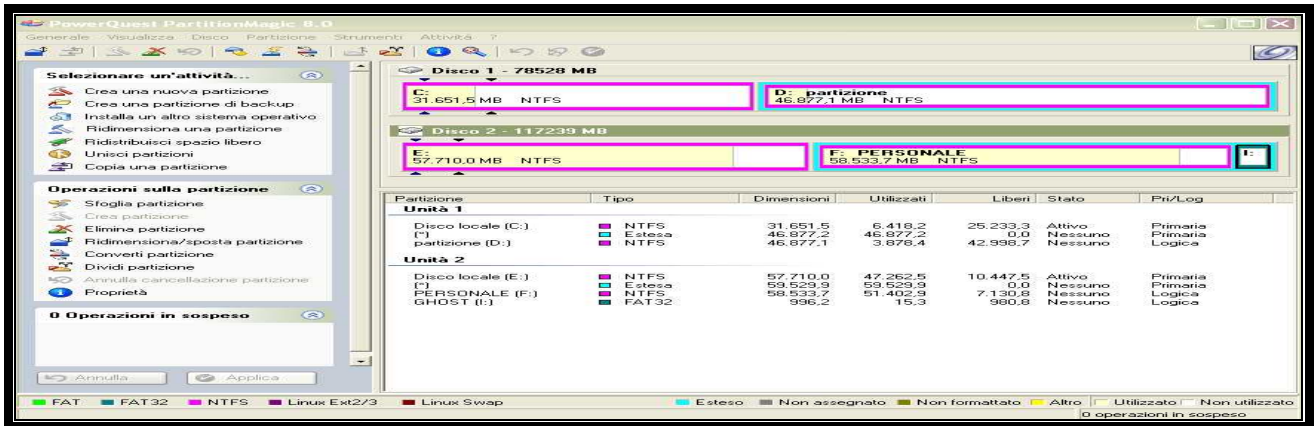 PowerQuest PartitionMagic 8.0
Generale Visualizza Disco Partizione Strumenti Attività ?
Selezionare un'attività...
Crea una nuova partizione
Crea una partizione di backup
Installa un altro sistema operativo
Ridimensiona una partizione
Ridistribuisci spazio libero
Unisci partizioni
Copia una partizione
Operazioni sulla partizione
Sfoglia partizione
Crea partizione
Elimina partizione
Ridimensiona/sposta partizione
Converti partizione
Dividi partizione
Annulla cancellazione partizione
Proprietà
0 Operazioni in sospeso
Annulla Applica
Disco 1 - 78528 MB
C: D: partizione
31.651,5 MB NTFS 46.877,1 MB NTFS
Disco 2 - 117239 MB
E: F: PERSONALE I:
57.710,0 MB NTFS 58.533,7 MB NTFS
Partizione Tipo Dimensioni Utilizzati Liberi Stato Pri/Log
Unità 1
Disco locale (C:) NTFS 31.651,5 6.418,2 25.233,3 Attivo Primaria
(*) Estesa 46.877,2 46.877,2 0,0 Nessuno Primaria
partizione (D:) NTFS 46.877,1 3.878,4 42.998,7 Nessuno Logica
Unità 2
Disco locale (E:) NTFS 57.710,0 47.262,5 10.447,5 Attivo Primaria
(*) Estesa 59.529,9 59.529,9 0,0 Nessuno Primaria
PERSONALE (F:) NTFS 58.533,7 51.402,9 7.130,8 Nessuno Logica
GHOST (I:) FAT32 996,2 15,3 980,8 Nessuno Logica
FAT FAT32 NTFS Linux Ext2/3 Linux Swap Esteso Non assegnato Non formattato Altro Utilizzato Non utilizzato
0 operazioni in sospeso